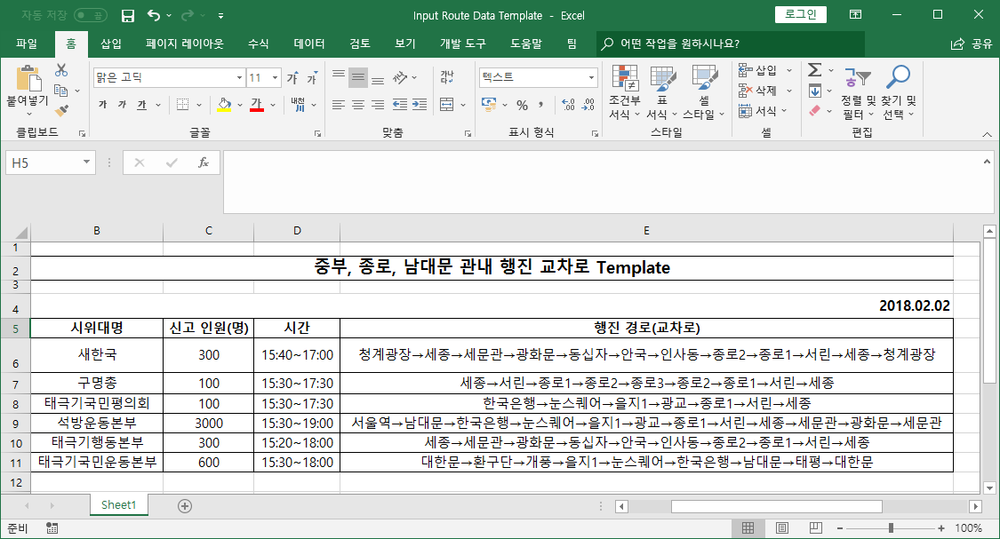 자동 저장 공 Input Route Data Template - Excel 로그인
파일 홈 삽입 페이지 레이아웃 수식 데이터 검토 보기 개발 도구 도움말 팀 어떤 작업을 원하시나요? 공유
붙여넣기
클립보드
맑은 고딕 11 가 가
가 가 가 가 내천
글꼴
가나
맞춤
텍스트
% ,
표시 형식
조건부 서식
표 서식
셀 스타일
스타일
삽입
삭제
서식
셀
정렬 및 필터
찾기 및 선택
편집
H5 fx
B C D E
1
2 중부, 종로, 남대문 관내 행진 교차로 Template
3
4 2018.02.02
5 시위대명 신고 인원(명) 시간 행진 경로(교차로)
6 새한국 300 15:40~17:00 청계광장→세종→세문관→광화문→동십자→안국→인사동→종로2→종로1→서린→세종→청계광장
7 구명총 100 15:30~17:30 세종→서린→종로1→종로2→종로3→종로2→종로1→서린→세종
8 태극기국민평의회 100 15:30~17:30 한국은행→눈스퀘어→을지1→광교→종로1→서린→세종
9 석방운동본부 3000 15:30~19:00 서울역→남대문→한국은행→눈스퀘어→을지1→광교→종로1→서린→세종→세문관→광화문→세문관
10 태극기행동본부 300 15:20~18:00 세종→세문관→광화문→동십자→안국→인사동→종로2→종로1→서린→세종
11 태극기국민운동본부 600 15:30~18:00 대한문→환구단→개풍→을지1→눈스퀘어→한국은행→남대문→태평→대한문
12
Sheet1
준비 100%